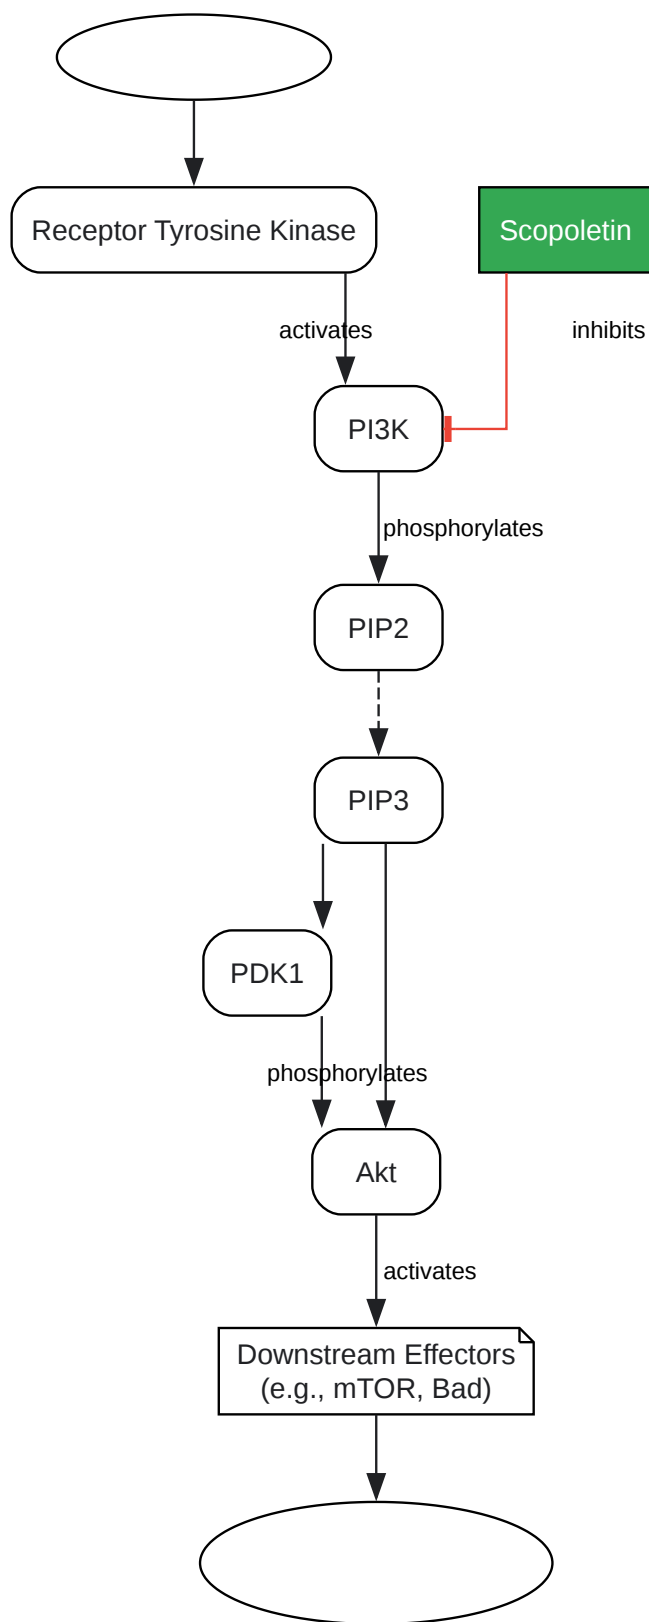 Receptor Tyrosine Kinase
Scopoletin
activates
inhibits
PI3K
phosphorylates
PIP2
PIP3
PDK1
phosphorylates
Akt
activates
Downstream Effectors
(e.g., mTOR, Bad)